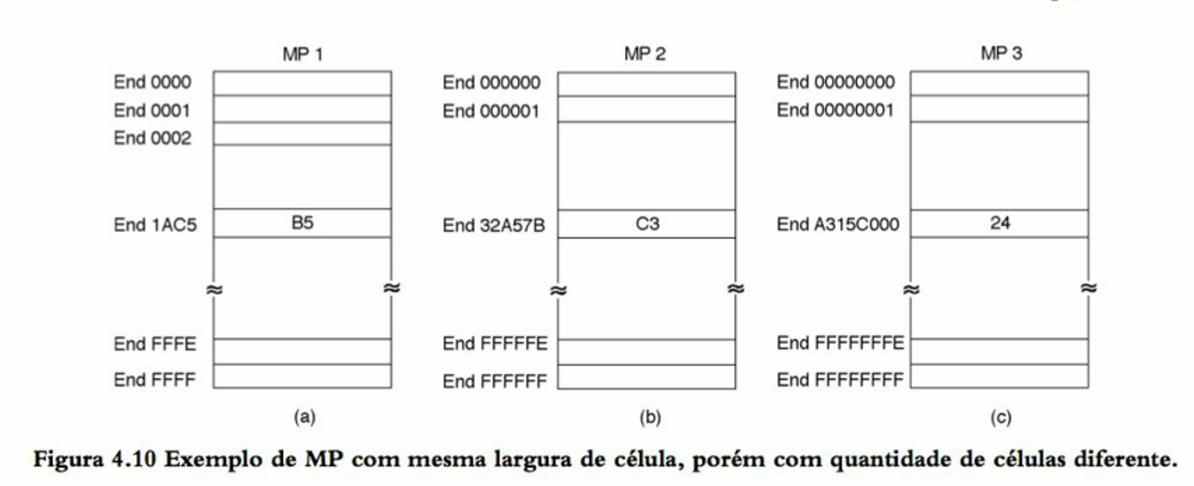 MP 1 MP 2 MP 3
End 0000 End 000000 End 00000000
End 0001 End 000001 End 00000001
End 0002
End 1AC5 B5 End 32A57B C3 End A315C000 24
End FFFE End FFFFFE End FFFFFFFE
End FFFF End FFFFFF End FFFFFFFF
(a) (b) (c)
Figura 4.10 Exemplo de MP com mesma largura de célula, porém com quantidade de células diferente.